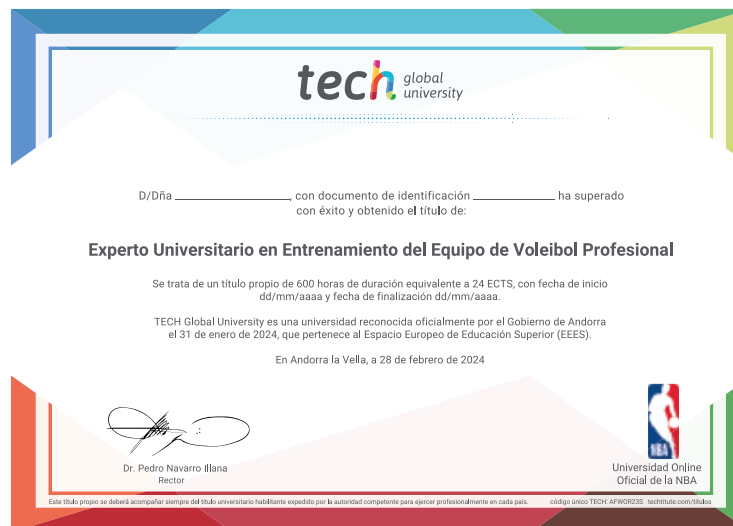 tech global university
D/Dña ____________________, con documento de identificación ______________ ha superado
con éxito y obtenido el título de:
Experto Universitario en Entrenamiento del Equipo de Voleibol Profesional
Se trata de un título propio de 600 horas de duración equivalente a 24 ECTS, con fecha de inicio
dd/mm/aaaa y fecha de finalización dd/mm/aaaa.
TECH Global University es una universidad reconocida oficialmente por el Gobierno de Andorra
el 31 de enero de 2024, que pertenece al Espacio Europeo de Educación Superior (EEES).
En Andorra la Vella, a 28 de febrero de 2024
Dr. Pedro Navarro Illana
Rector
NBA
Universidad Online
Oficial de la NBA
Este título propio se deberá acompañar siempre del título universitario habilitante expedido por la autoridad competente para ejercer profesionalmente en cada país. código único TECH: AFWOR23S techtitute.com/titulos